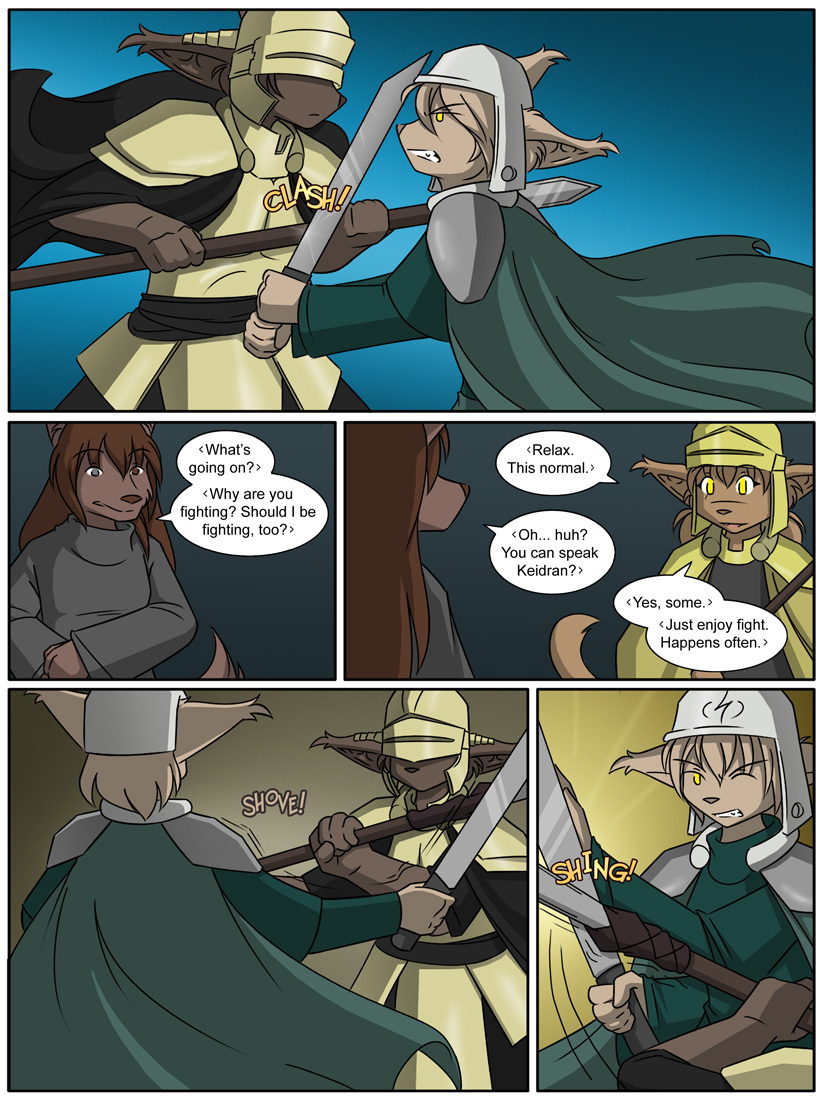 CLASH!
‹What's
going on?›
‹Why are you
fighting? Should I be
fighting, too?›
‹Relax.
This normal.›
‹Oh... huh?
You can speak
Keidran?›
‹Yes, some.›
‹Just enjoy fight.
Happens often.›
SHOVE!
SHING!